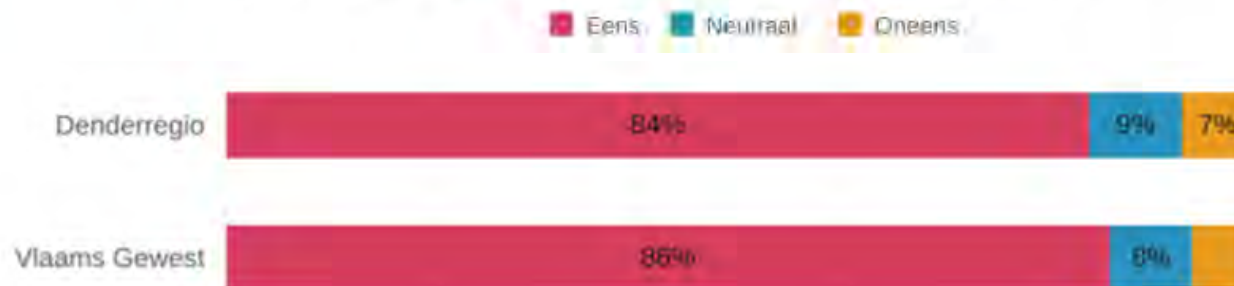 Eens Neutraal Oneens
Denderregio 84% 9% 7%
Vlaams Gewest 86% 8%